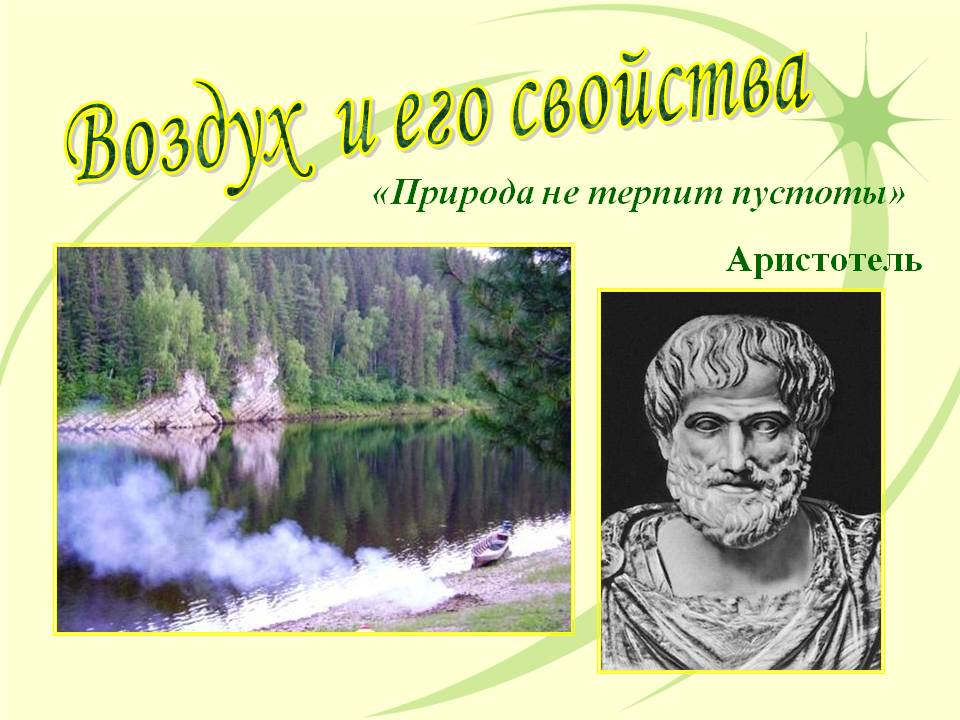 Воздух и его свойства
«Природа не терпит пустоты»
Аристотель